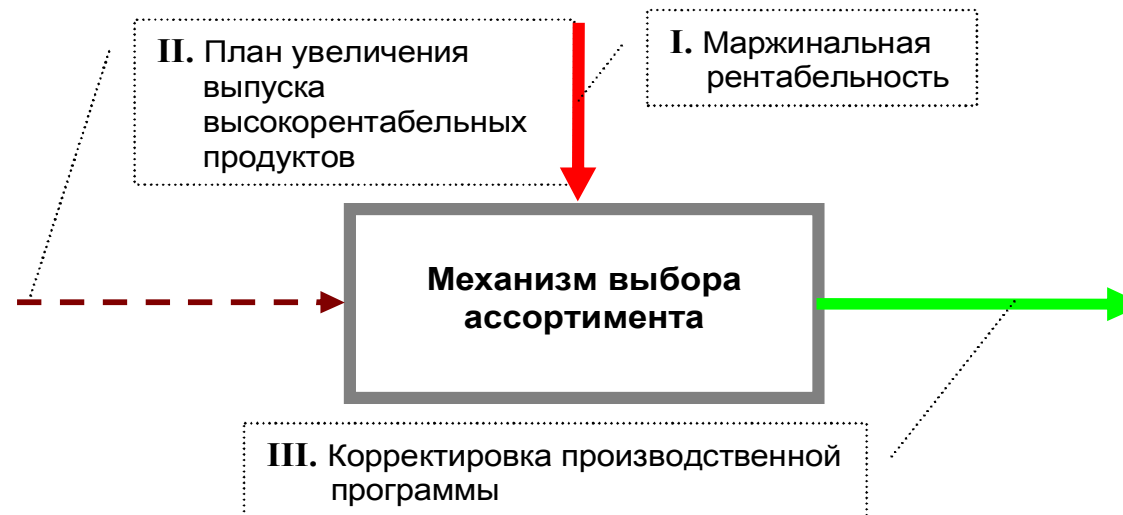 II. План увеличения
выпуска
высокорентабельных
продуктов
I. Маржинальная
рентабельность
Механизм выбора
ассортимента
III. Корректировка производственной
программы